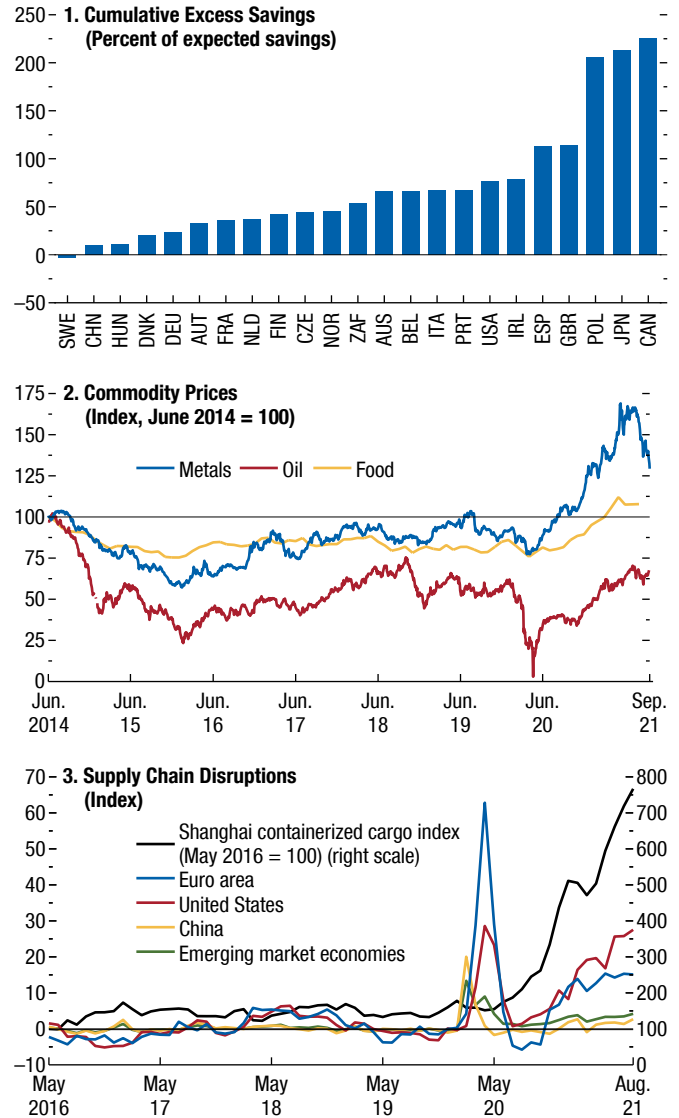 1. Cumulative Excess Savings
(Percent of expected savings)
250
200
150
100
50
0
–50
SWE
CHN
HUN
DNK
DEU
AUT
FRA
NLD
FIN
CZE
NOR
ZAF
AUS
BEL
ITA
PRT
USA
IRL
ESP
GBR
POL
JPN
CAN
2. Commodity Prices
(Index, June 2014 = 100)
175
150
125
100
75
50
25
0
Metals Oil Food
Jun. Jun. Jun. Jun. Jun. Jun. Jun. Sep.
2014 15 16 17 18 19 20 21
3. Supply Chain Disruptions
(Index)
70
60
50
40
30
20
10
0
–10
Shanghai containerized cargo index
(May 2016 = 100) (right scale)
Euro area
United States
China
Emerging market economies
800
700
600
500
400
300
200
100
0
May May May May May Aug.
2016 17 18 19 20 21